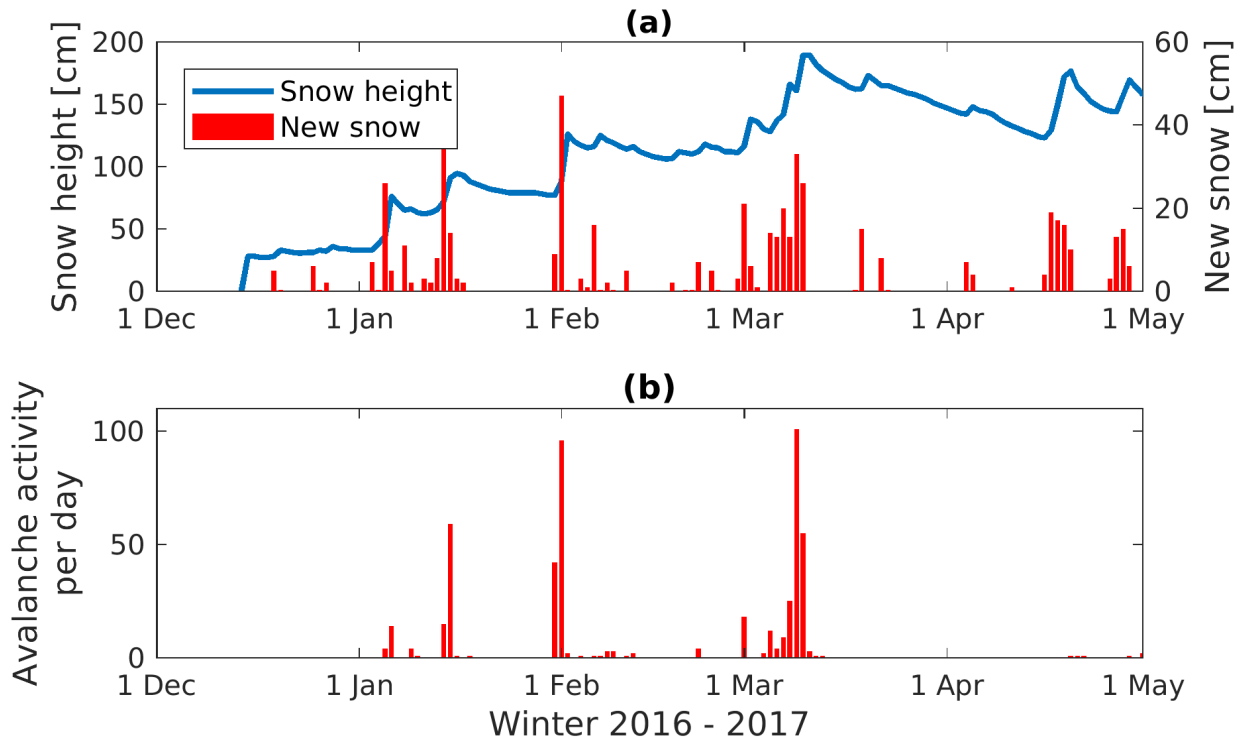 (a)
Snow height [cm]
New snow [cm]
200
150
100
50
0
60
40
20
0
Snow height
New snow
1 Dec 1 Jan 1 Feb 1 Mar 1 Apr 1 May
(b)
Avalanche activity
per day
100
50
0
1 Dec 1 Jan 1 Feb 1 Mar 1 Apr 1 May
Winter 2016 - 2017